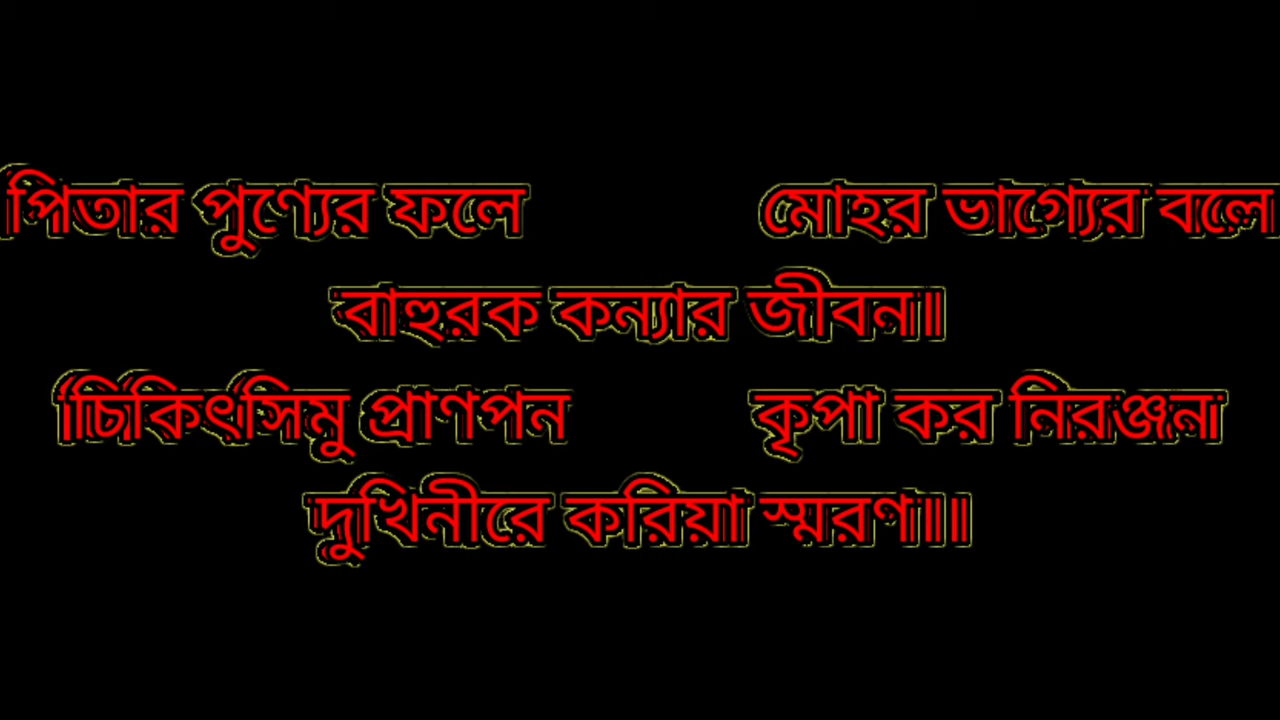 পিতার পুণ্যের ফলে মোহর ভাগ্যের বলে
বাহুরক কন্যার জীবন॥
চিকিৎসিমু প্রাণপন কৃপা কর নিরঞ্জন
দুখিনীরে করিয়া স্মরণ॥॥